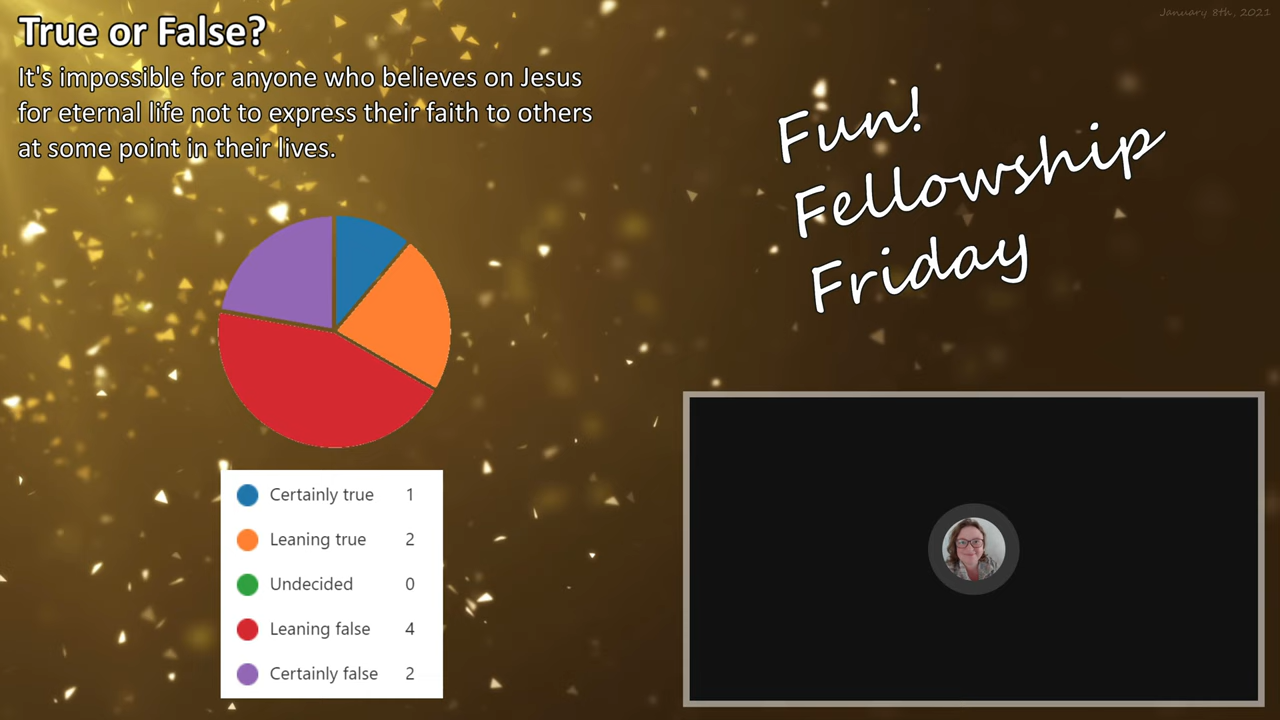 True or False?
It's impossible for anyone who believes on Jesus
for eternal life not to express their faith to others
at some point in their lives.
January 8th, 2021
Fun!
Fellowship
Friday
Certainly true 1
Leaning true 2
Undecided 0
Leaning false 4
Certainly false 2